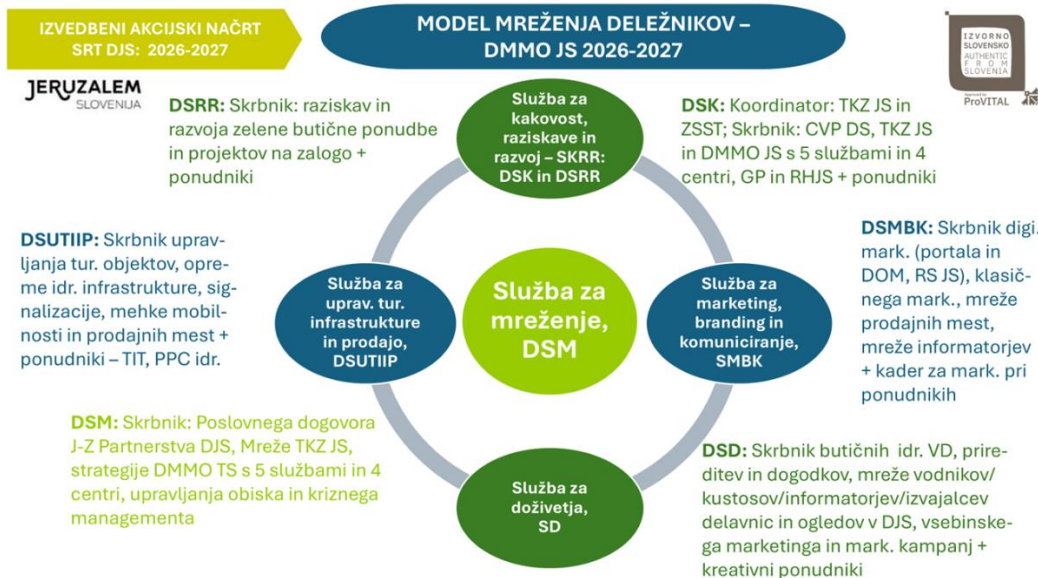 IZVEDBENI AKCIJSKI NAČRT
SRT DJS: 2026-2027
MODEL MREŽENJA DELEŽNIKOV –
DMMO JS 2026-2027
JERUZALEM
SLOVENIJA
IZVORNO
SLOVENSKO
AUTHENTIC
FROM
SLOVENIA
ProVITAL
DSRR: Skrbnik: raziskav in
razvoja zelene butične ponudbe
in projektov na zalogo +
ponudniki
Služba za
kakovost,
raziskave in
razvoj – SKRR:
DSK in DSRR
DSK: Koordinator: TKZ JS in
ZSST; Skrbnik: CVP DS, TKZ JS
in DMMO JS s 5 službami in 4
centri, GP in RHJS + ponudniki
DSUTIIP: Skrbnik uprav-
ljanja tur. objektov, opre-
me idr. infrastrukture, sig-
nalizacije, mehke mobil-
nosti in prodajnih mest +
ponudniki – TIT, PPC idr.
Služba za
uprav. tur.
infrastrukture
in prodajo,
DSUTIIP
Služba za
mreženje,
DSM
Služba za
marketing,
branding in
komuniciranje,
SMBK
DSMBK: Skrbnik digi.
mark. (portala in
DOM, RS JS), klasič-
nega mark., mreže
prodajnih mest,
mreže informatorjev
+ kader za mark. pri
ponudnikih
DSM: Skrbnik: Poslovnega dogovora
J-Z Partnerstva DJS, Mreže TKZ JS,
strategije DMMO TS s 5 službami in 4
centri, upravljanja obiska in kriznega
managementa
Služba za
doživetja,
SD
DSD: Skrbnik butičnih idr. VD, prire-
ditev in dogodkov, mreže vodnikov/
kustosov/informatorjev/izvajalcev
delavnic in ogledov v DJS, vsebinske-
ga marketinga in mark. kampanj +
kreativni ponudniki